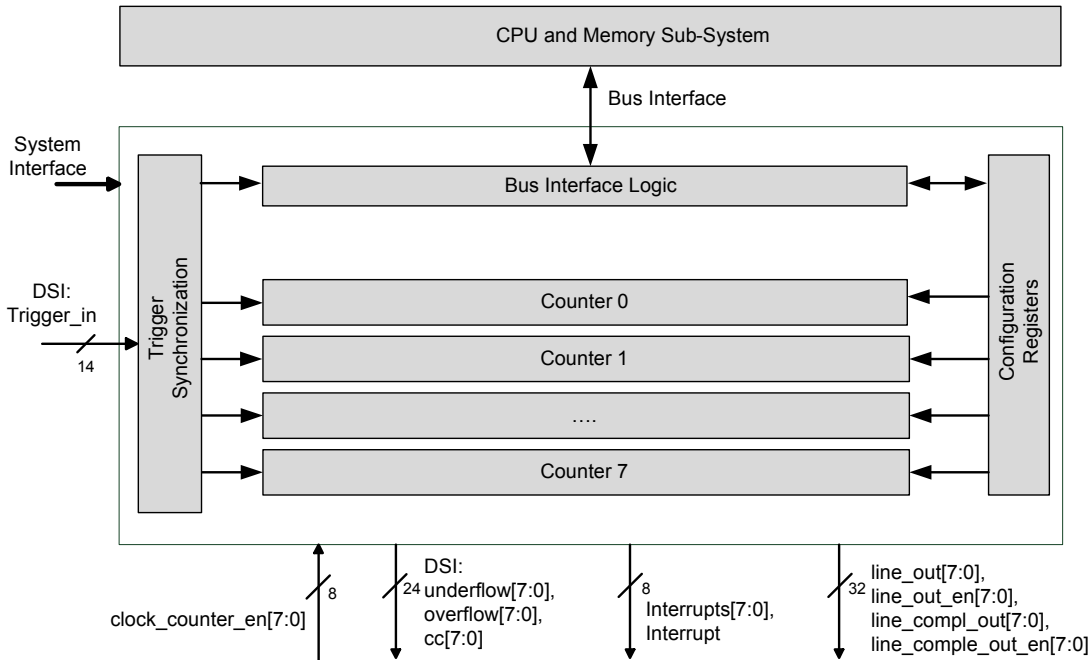 CPU and Memory Sub-System
Bus Interface
System
Interface
Bus Interface Logic
Trigger
Synchronization
Configuration
Registers
DSI:
Trigger_in
14
Counter 0
Counter 1
....
Counter 7
clock_counter_en[7:0]
8
24
DSI:
underflow[7:0],
overflow[7:0],
cc[7:0]
8
Interrupts[7:0],
Interrupt
32
line_out[7:0],
line_out_en[7:0],
line_compl_out[7:0],
line_comple_out_en[7:0]